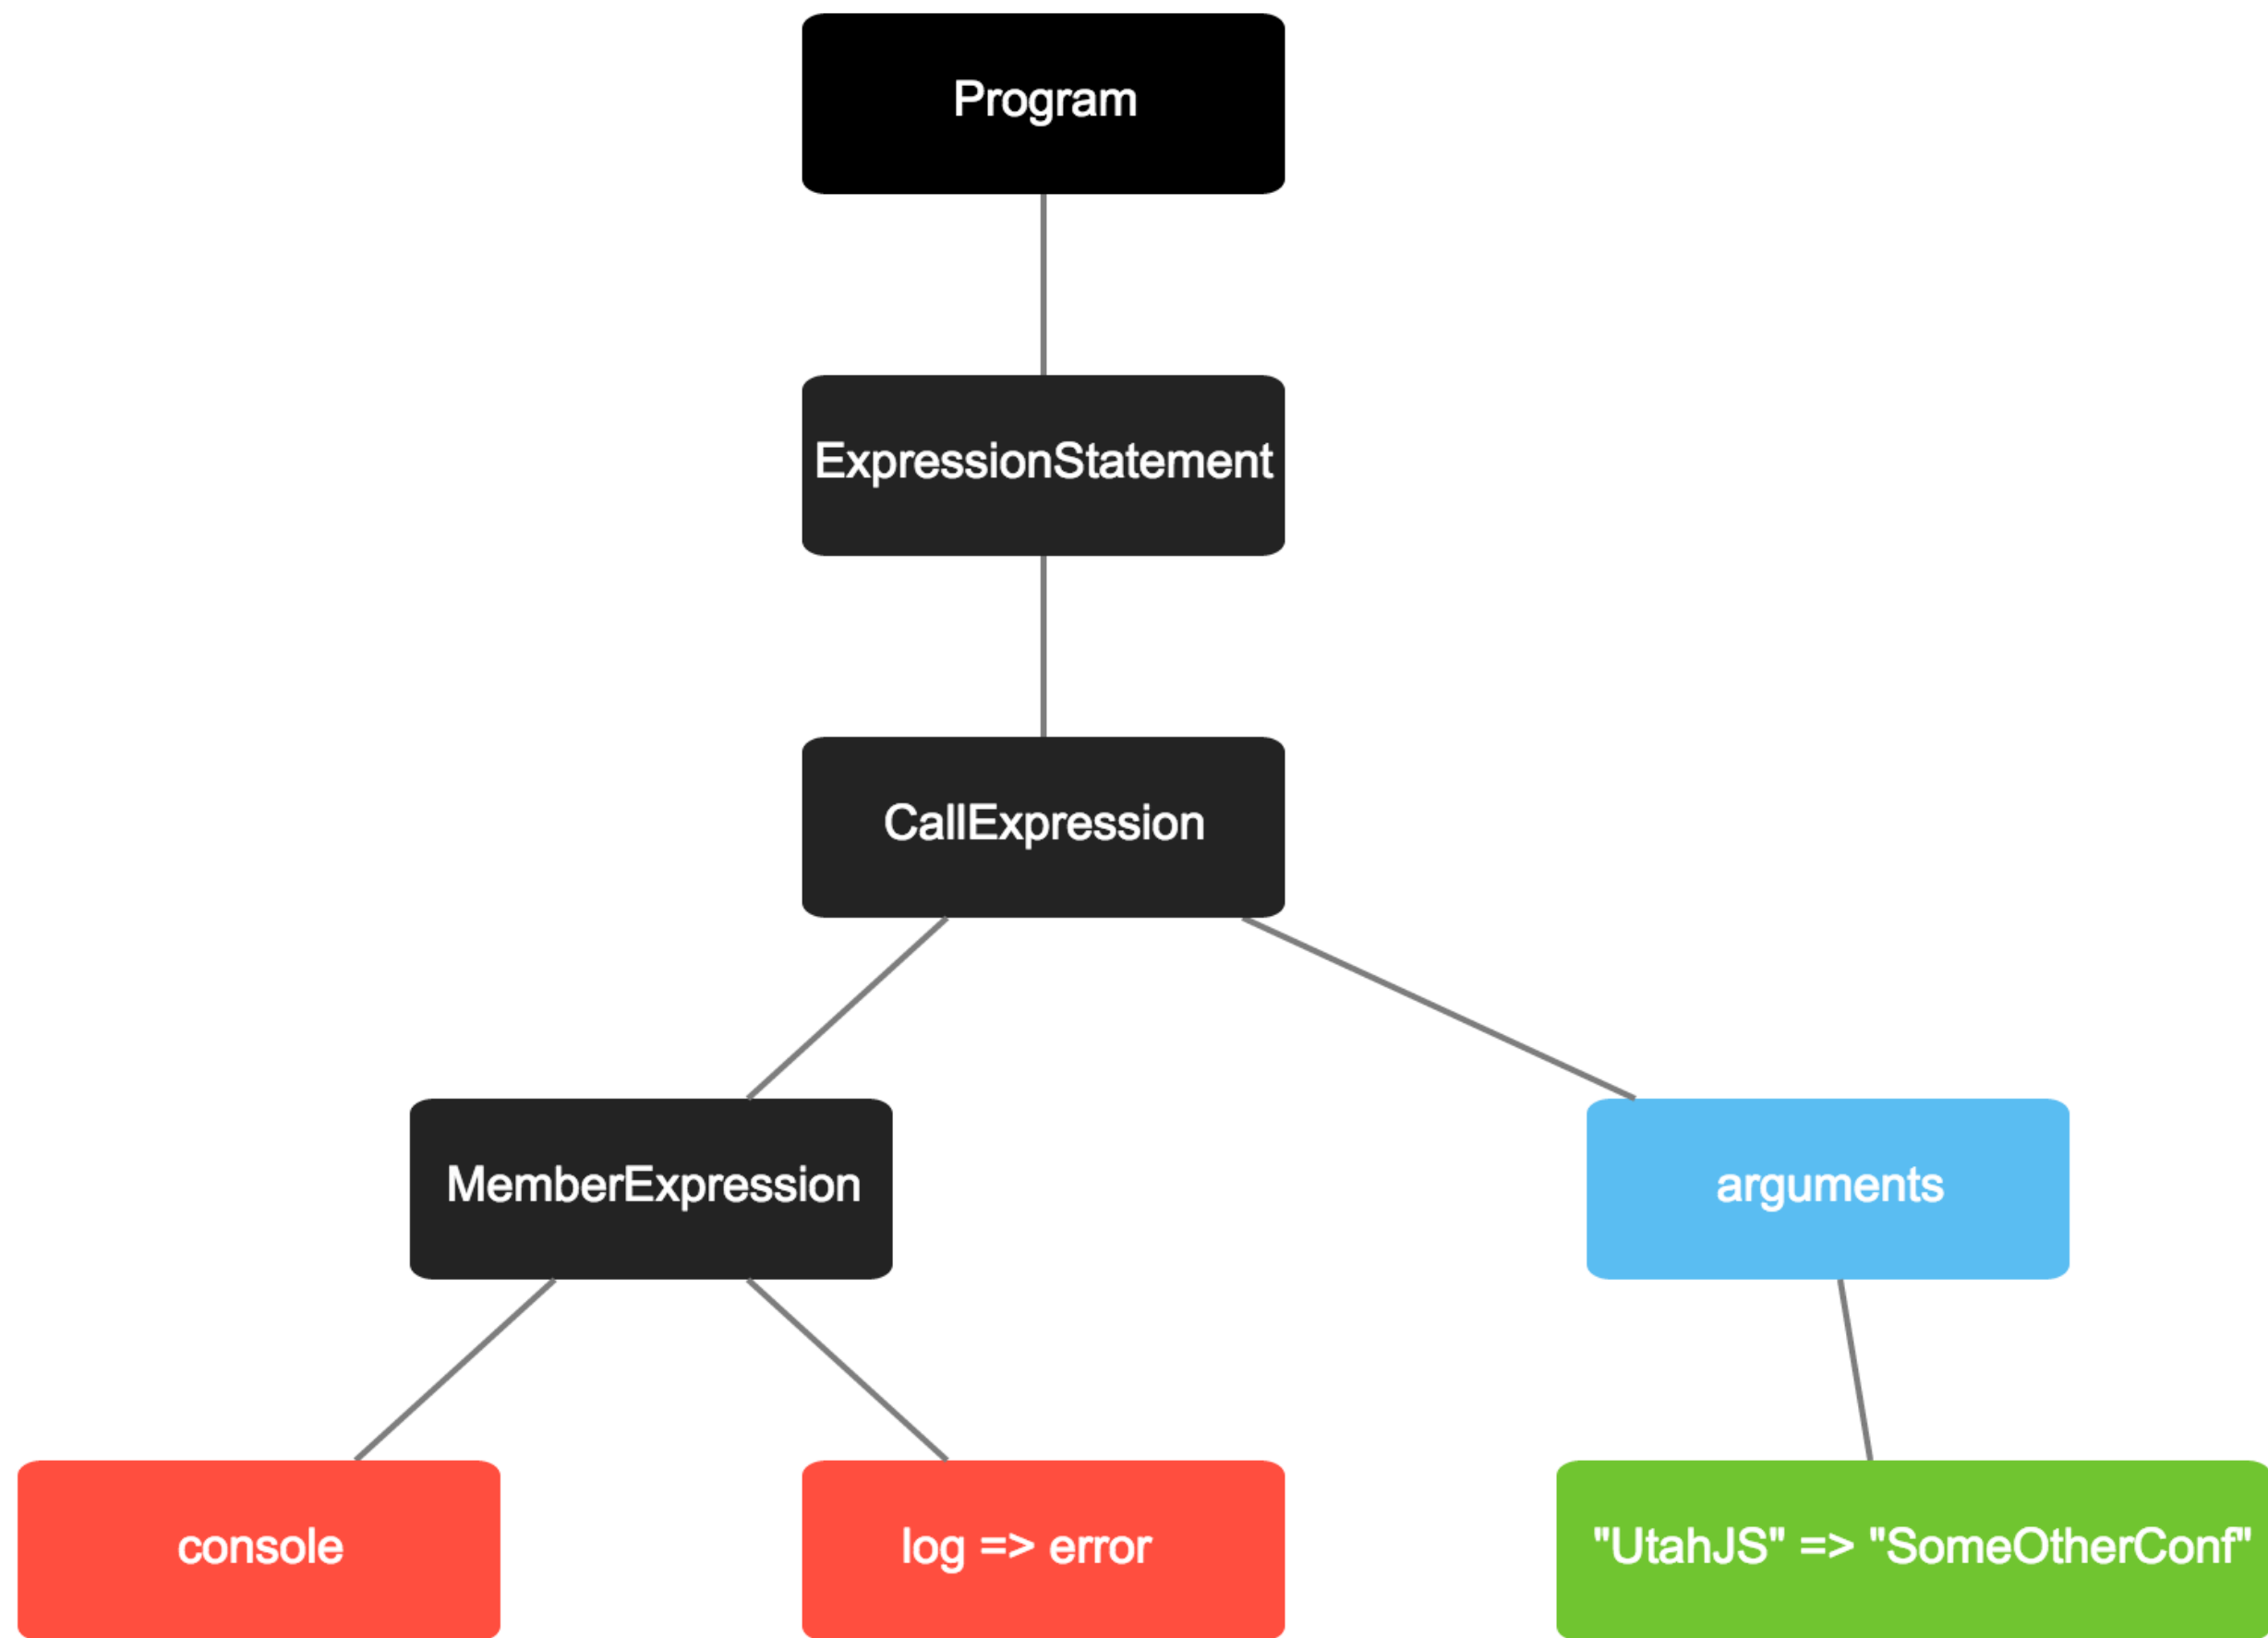 Program
ExpressionStatement
CallExpression
MemberExpression
arguments
console
log => error
"UtahJS" => "SomeOtherConf"